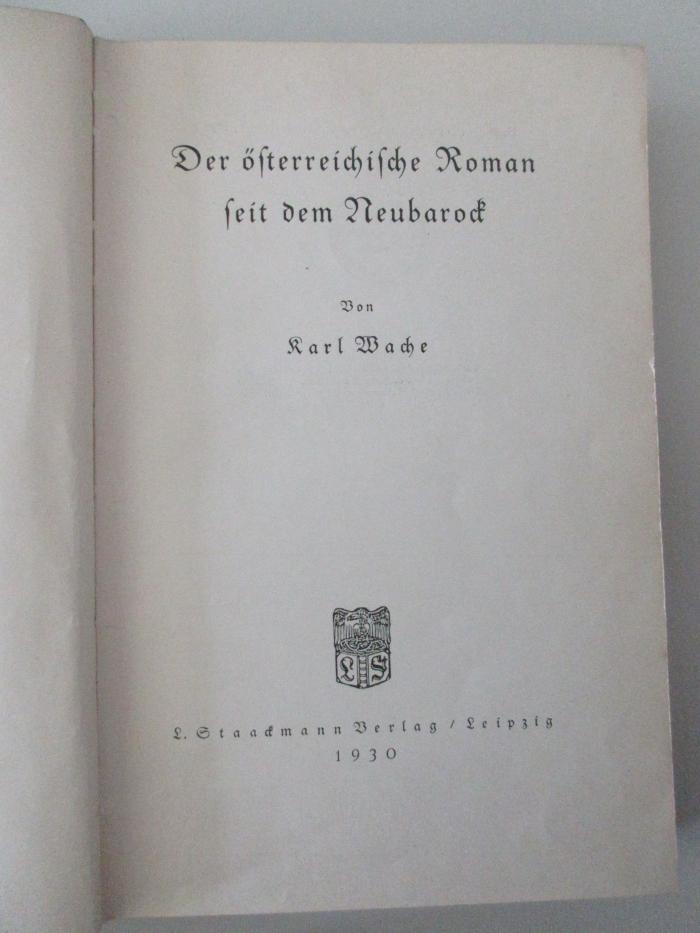 Der öſterreichiſche Roman
ſeit dem Neubarock
Von
Karl Wache
L S
L. Staackmann Verlag / Leipzig
1930